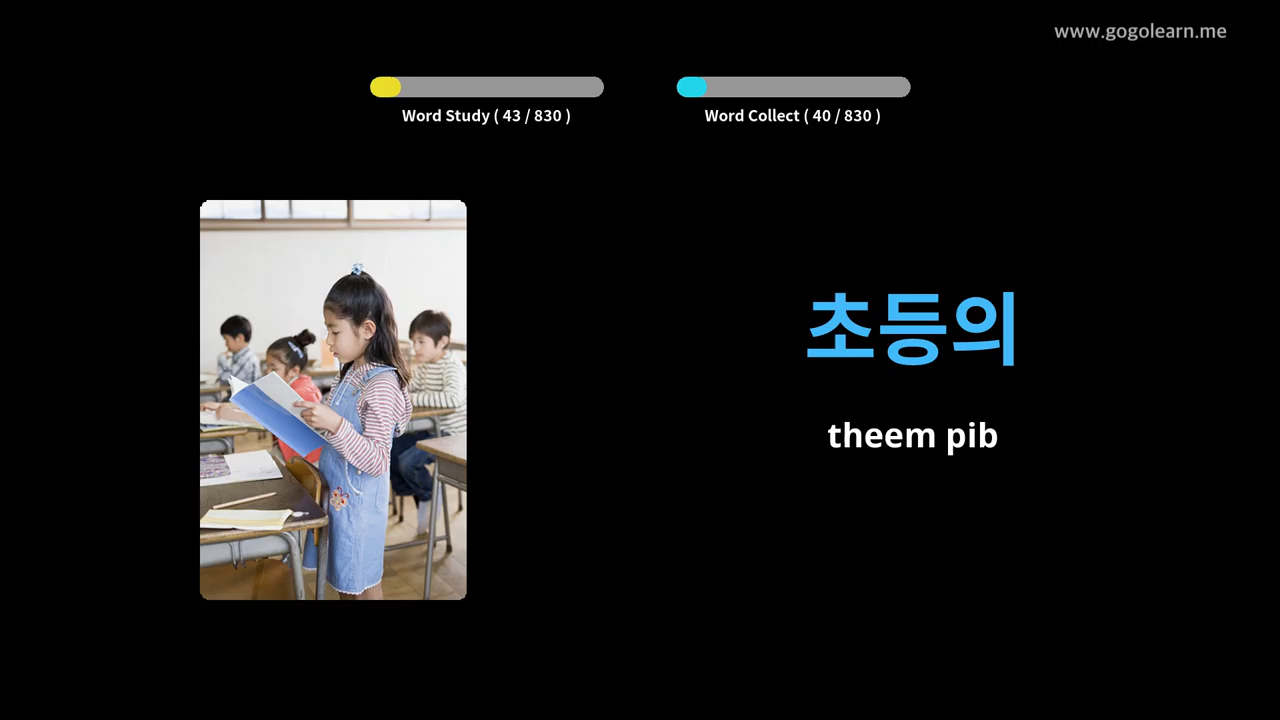 www.gogolearn.me
Word Study ( 43 / 830 )
Word Collect ( 40 / 830 )
초등의
theem pib